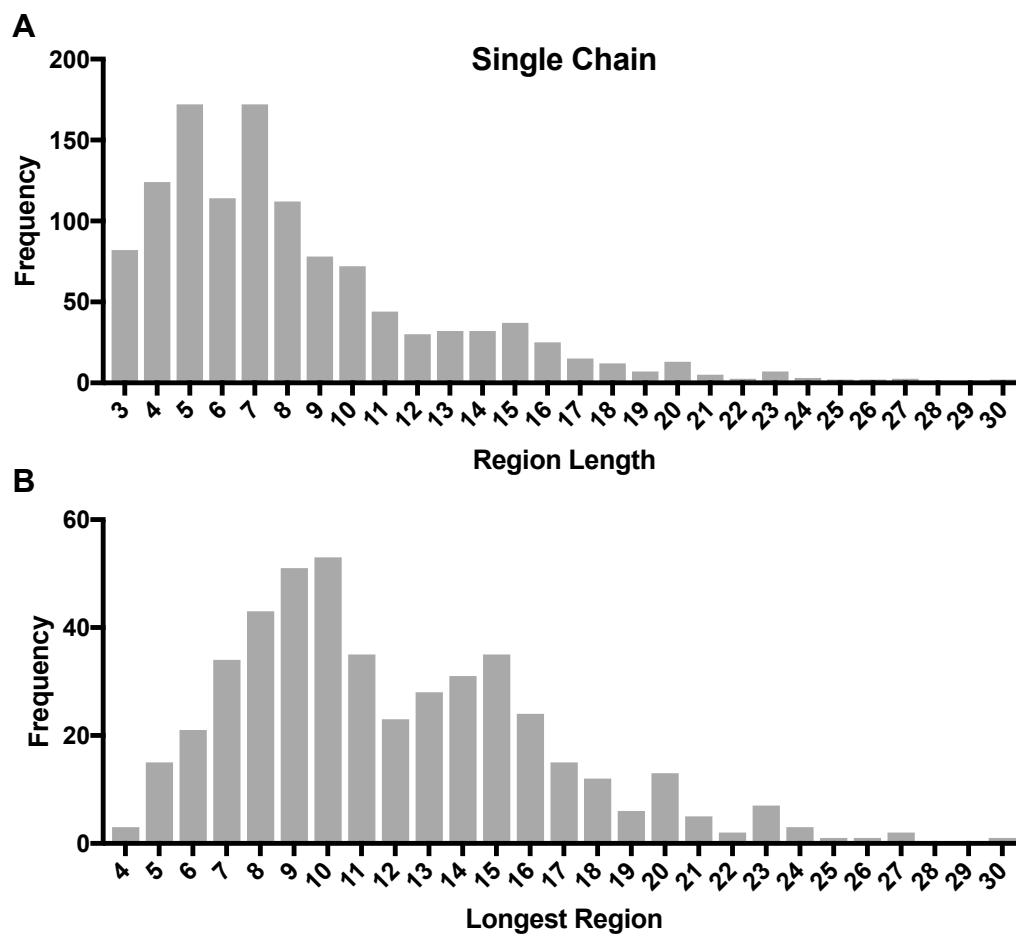 A
Single Chain
Frequency
200
150
100
50
0
3 4 5 6 7 8 9 10 11 12 13 14 15 16 17 18 19 20 21 22 23 24 25 26 27 28 29 30
Region Length
B
Frequency
60
40
20
0
4 5 6 7 8 9 10 11 12 13 14 15 16 17 18 19 20 21 22 23 24 25 26 27 28 29 30
Longest Region